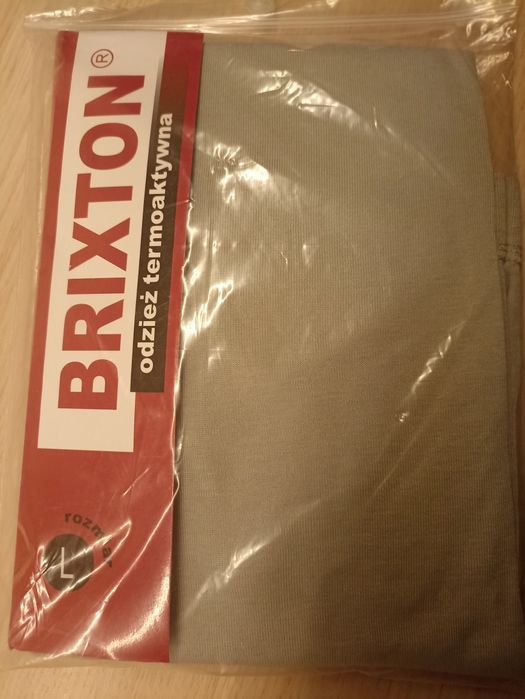 BRIXTON®
odzież termoaktywna
rozmiar
L